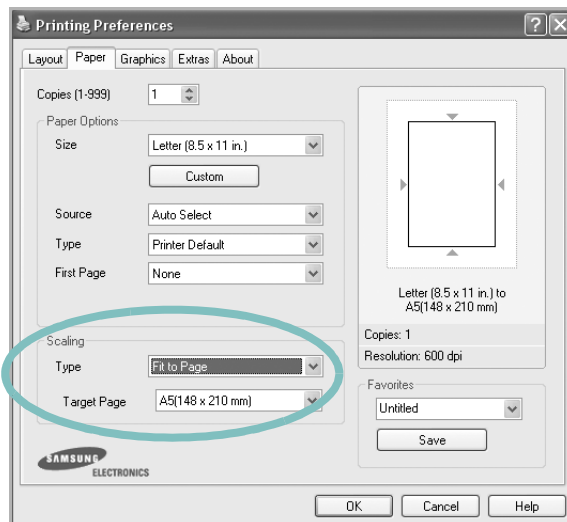 Printing Preferences
Layout Paper Graphics Extras About
Copies (1-999) 1
Paper Options
Size Letter (8.5 x 11 in.)
Custom
Source Auto Select
Type Printer Default
First Page None
Letter (8.5 x 11 in.) to
A5(148 x 210 mm)
Copies: 1
Resolution: 600 dpi
Scaling
Type Fit to Page
Target Page A5(148 x 210 mm)
Favorites
Untitled
Save
SAMSUNG
ELECTRONICS
OK Cancel Help